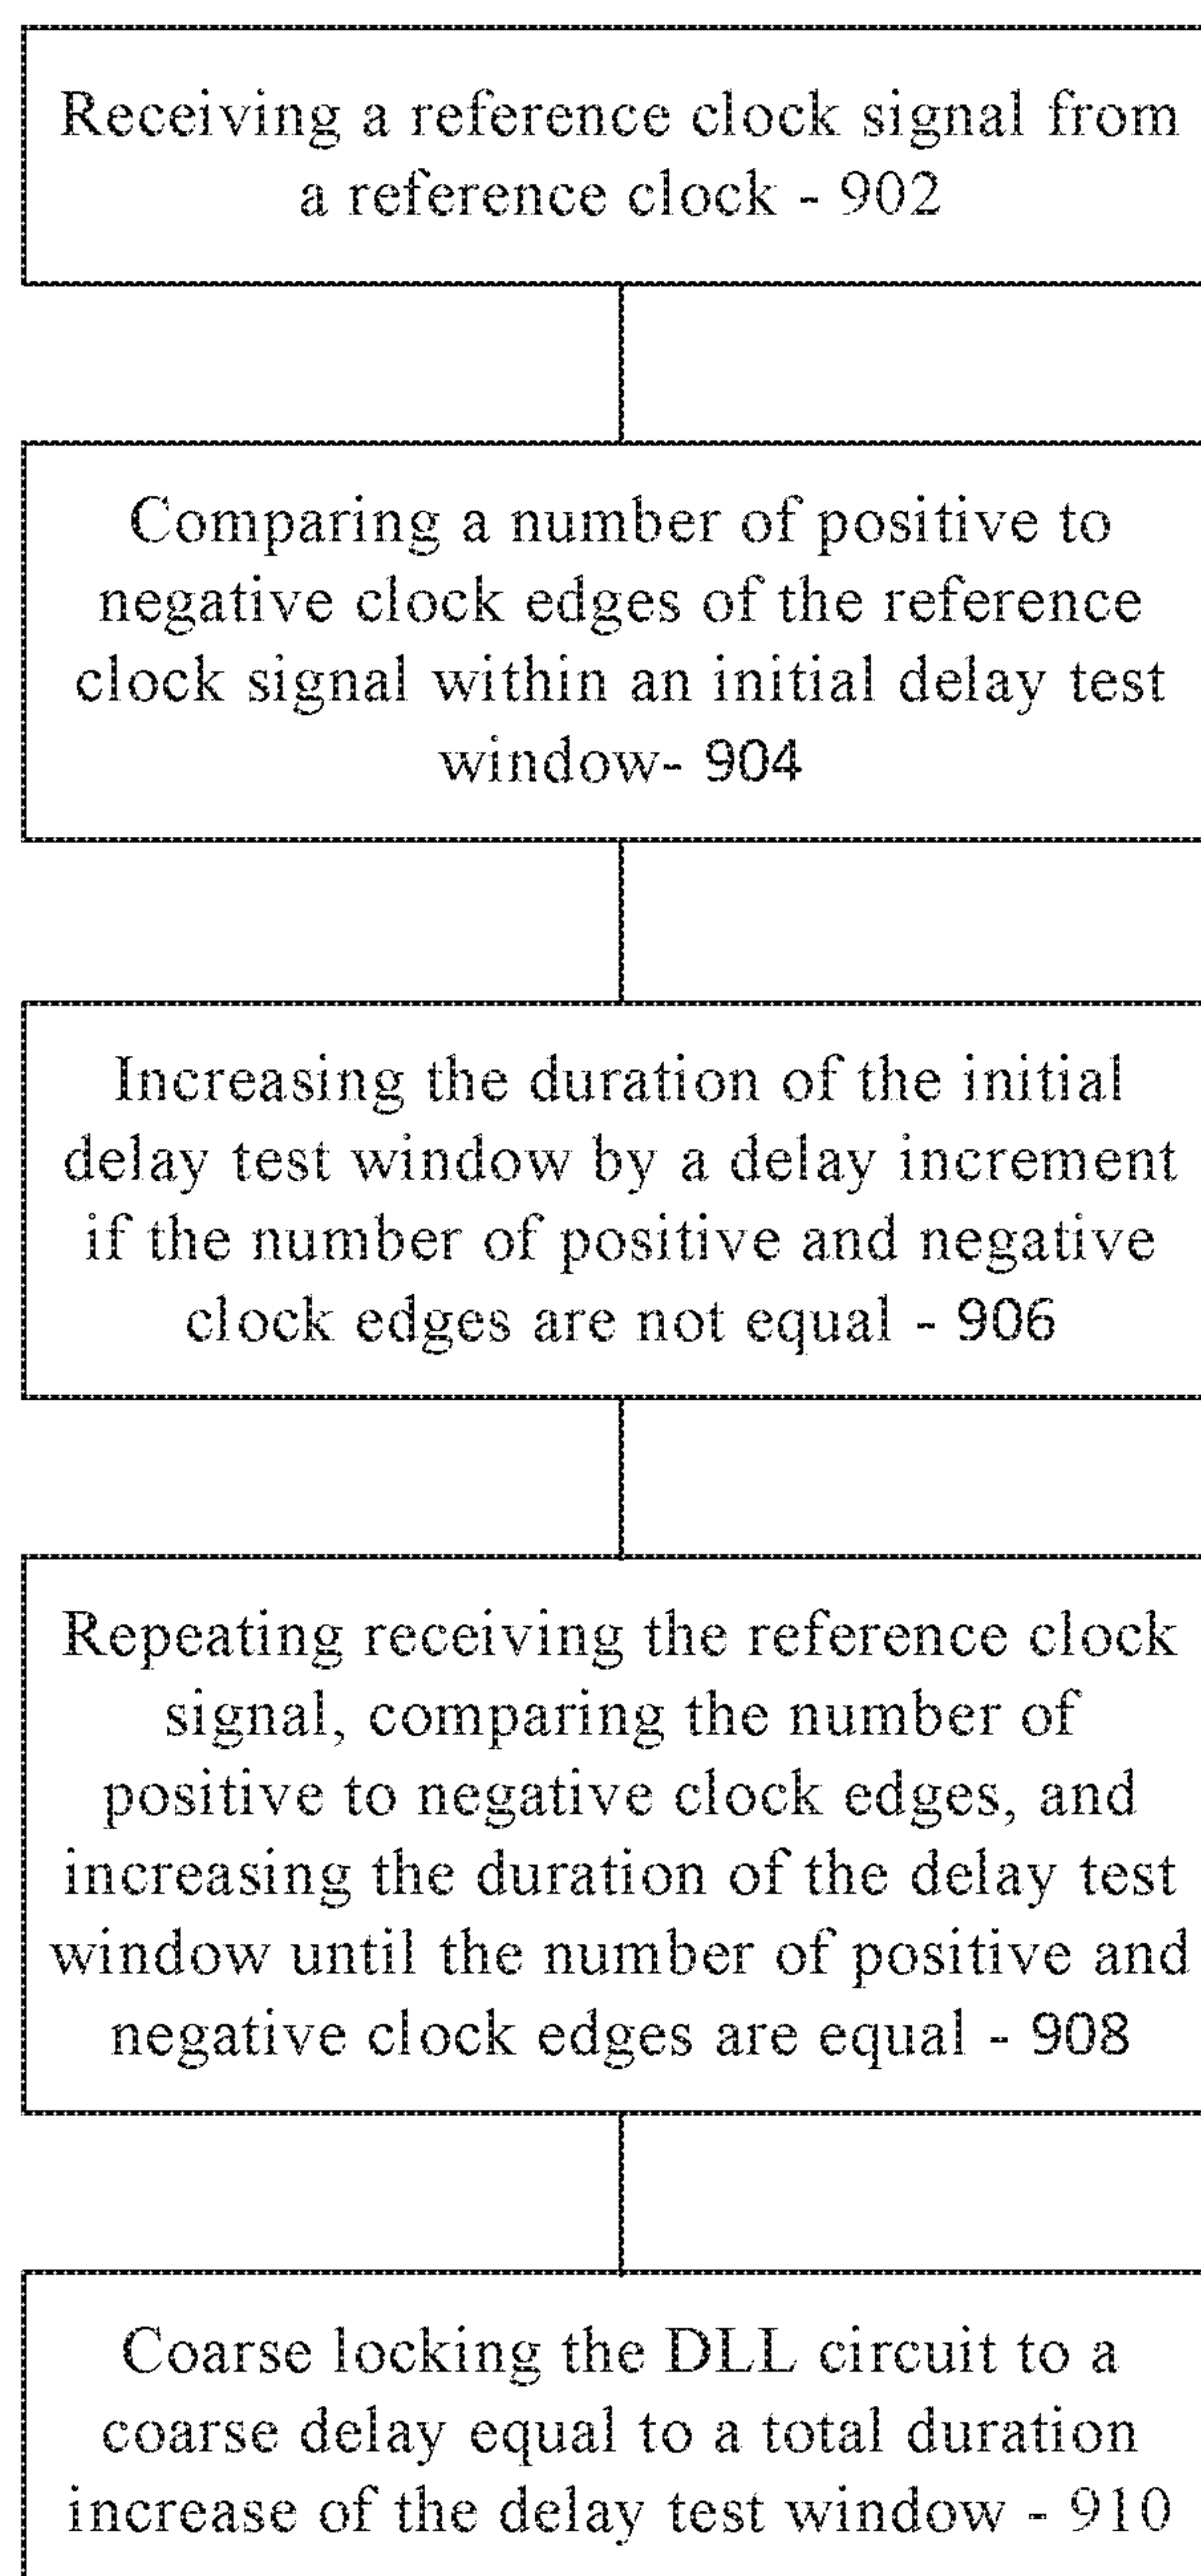 Receiving a reference clock signal from
a reference clock - 902
Comparing a number of positive to
negative clock edges of the reference
clock signal within an initial delay test
window- 904
Increasing the duration of the initial
delay test window by a delay increment
if the number of positive and negative
clock edges are not equal - 906
Repeating receiving the reference clock
signal, comparing the number of
positive to negative clock edges, and
increasing the duration of the delay test
window until the number of positive and
negative clock edges are equal - 908
Coarse locking the DLL circuit to a
coarse delay equal to a total duration
increase of the delay test window - 910